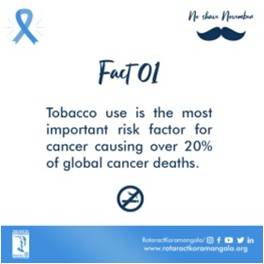 No shave November
Fact 01
Tobacco use is the most
important risk factor for
cancer causing over 20%
of global cancer deaths.
RotaractKoramangala/
www.rotaractkoramangala.org